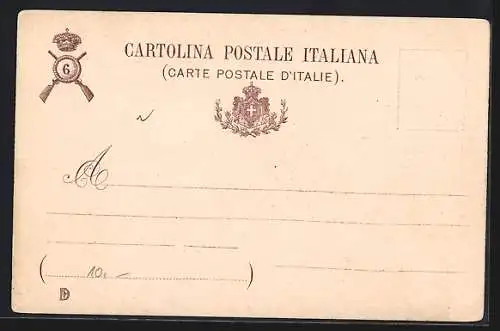 6
CARTOLINA POSTALE ITALIANA
(CARTE POSTALE D'ITALIE).
A
(10,-)
D